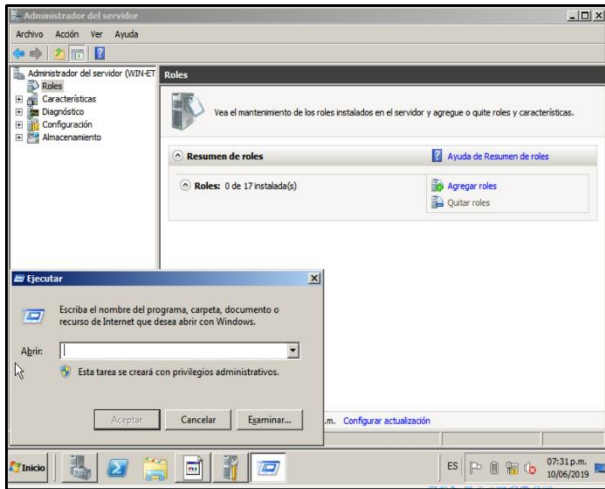 Administrador del servidor
Archivo Acción Ver Ayuda
Administrador del servidor (WIN-ET
Roles
Características
Diagnóstico
Configuración
Almacenamiento
Roles
Vea el mantenimiento de los roles instalados en el servidor y agregue o quite roles y características.
Resumen de roles
Ayuda de Resumen de roles
Roles: 0 de 17 instalada(s)
Agregar roles
Quitar roles
Ejecutar
Escriba el nombre del programa, carpeta, documento o
recurso de Internet que desea abrir con Windows.
Abrir:
Esta tarea se creará con privilegios administrativos.
Aceptar Cancelar Examinar...
.m. Configurar actualización
Inicio
ES
07:31 p.m.
10/06/2019